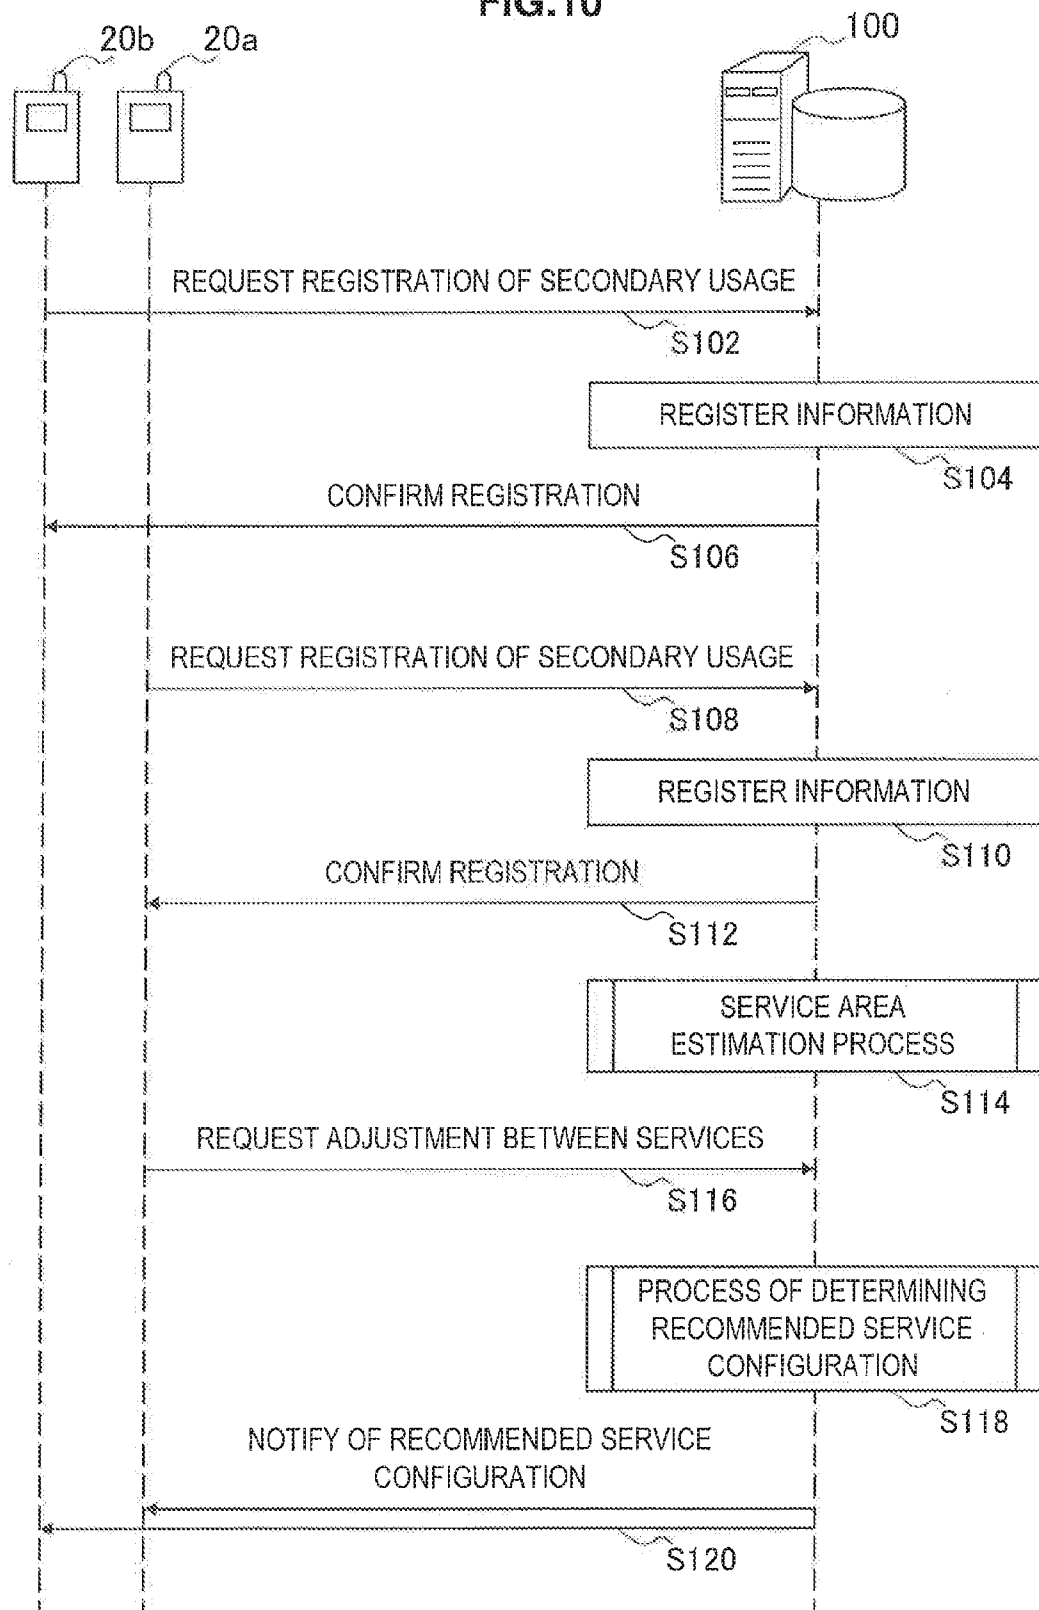 FIG.10
20b
20a
100
REQUEST REGISTRATION OF SECONDARY USAGE
S102
REGISTER INFORMATION
S104
CONFIRM REGISTRATION
S106
REQUEST REGISTRATION OF SECONDARY USAGE
S108
REGISTER INFORMATION
S110
CONFIRM REGISTRATION
S112
SERVICE AREA
ESTIMATION PROCESS
S114
REQUEST ADJUSTMENT BETWEEN SERVICES
S116
PROCESS OF DETERMINING
RECOMMENDED SERVICE
CONFIGURATION
S118
NOTIFY OF RECOMMENDED SERVICE
CONFIGURATION
S120